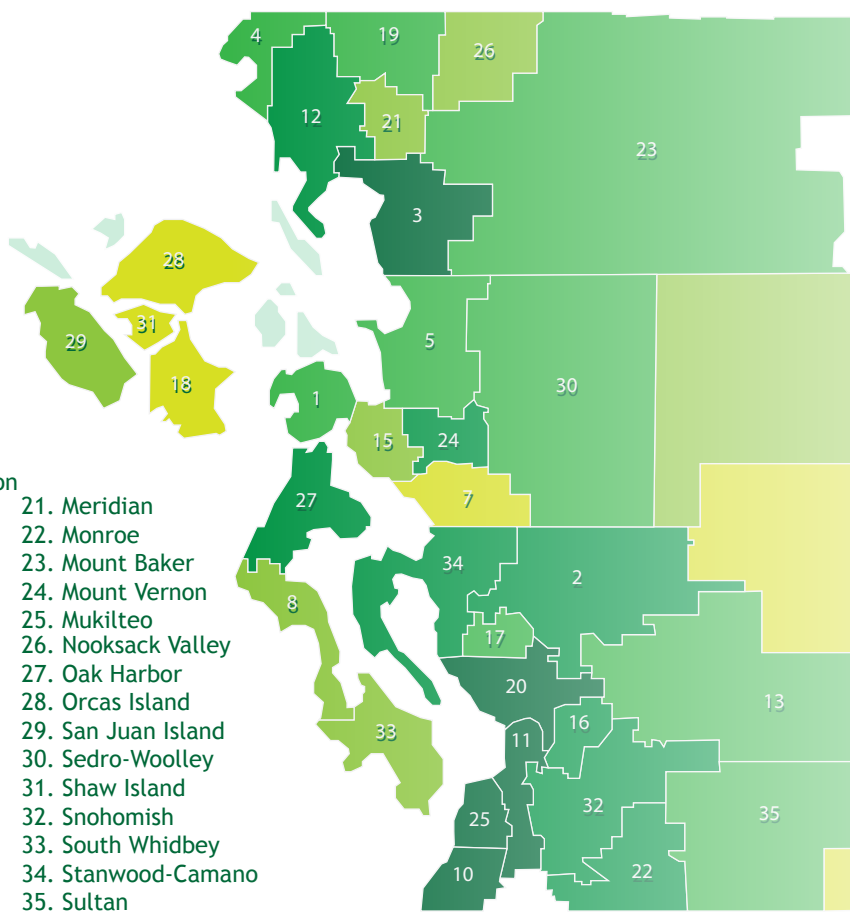 4
19
26
12
21
23
3
28
31
29
5
18
30
1
15
24
7
27
34
2
8
17
20
13
16
33
11
32
35
25
22
10
on
21. Meridian
22. Monroe
23. Mount Baker
24. Mount Vernon
25. Mukilteo
26. Nooksack Valley
27. Oak Harbor
28. Orcas Island
29. San Juan Island
30. Sedro-Woolley
31. Shaw Island
32. Snohomish
33. South Whidbey
34. Stanwood-Camano
35. Sultan